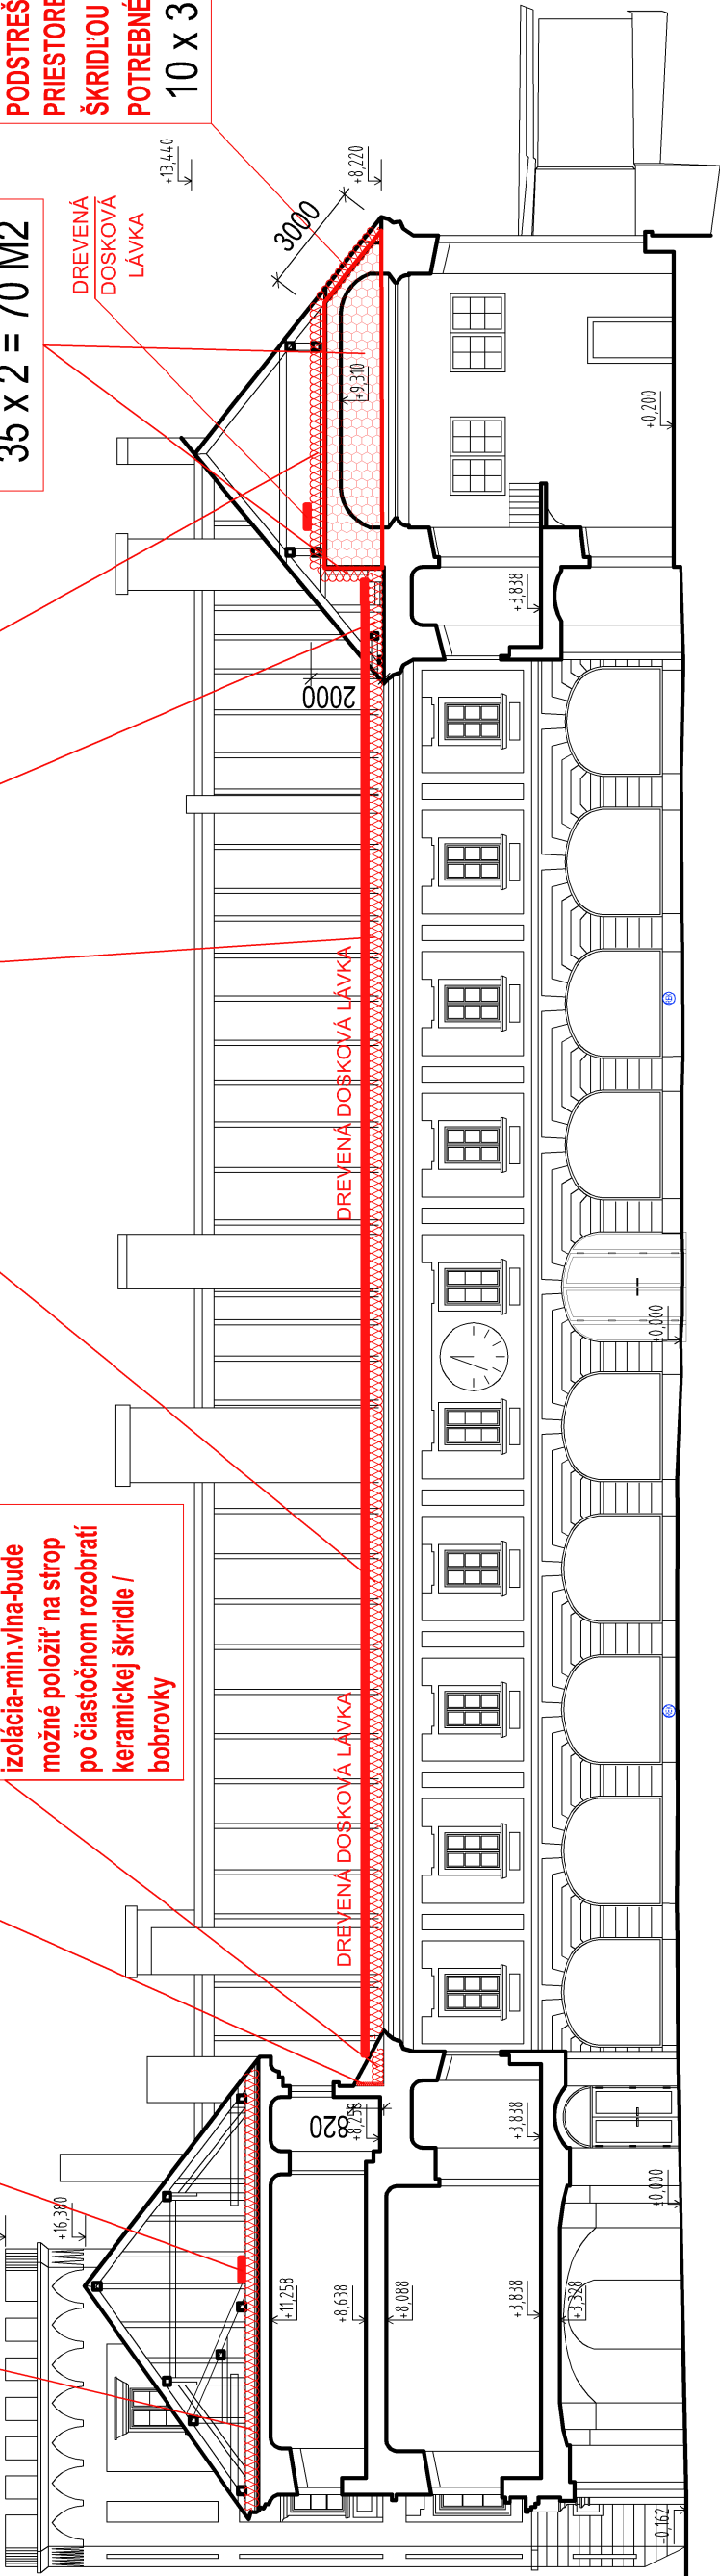 izolácia-min.vlna-bude
možné položiť na strop
po čiastočnom rozobratí
keramickej škridle /
bobrovky
35 x 2 = 70 M2
DREVENÁ
DOSKOVÁ
LÁVKA
PODSTREŠ
PRIESTORE
ŠKRIDĽOU
POTREBNÉ
10 x 3
+16,380
+13,440
+8,220
3000
+9,310
2000
DREVENÁ DOSKOVÁ LÁVKA
DREVENÁ DOSKOVÁ LÁVKA
820
+8,258
+11,258
+8,638
+8,088
+3,838
+3,328
+3,838
+3,838
+0,200
±0,000
±0,000
-0,162